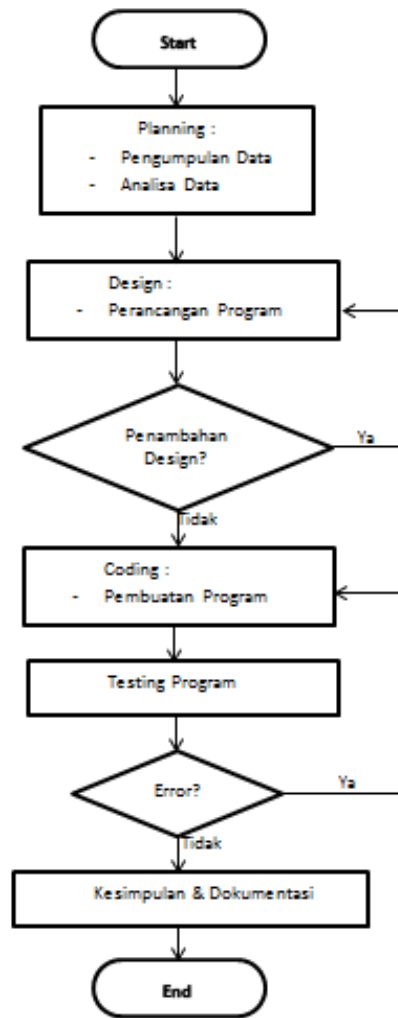 Start
Planning :
- Pengumpulan Data
- Analisa Data
Design :
- Perancangan Program
Penambahan
Design?
Ya
Tidak
Coding :
- Pembuatan Program
Testing Program
Error?
Ya
Tidak
Kesimpulan & Dokumentasi
End